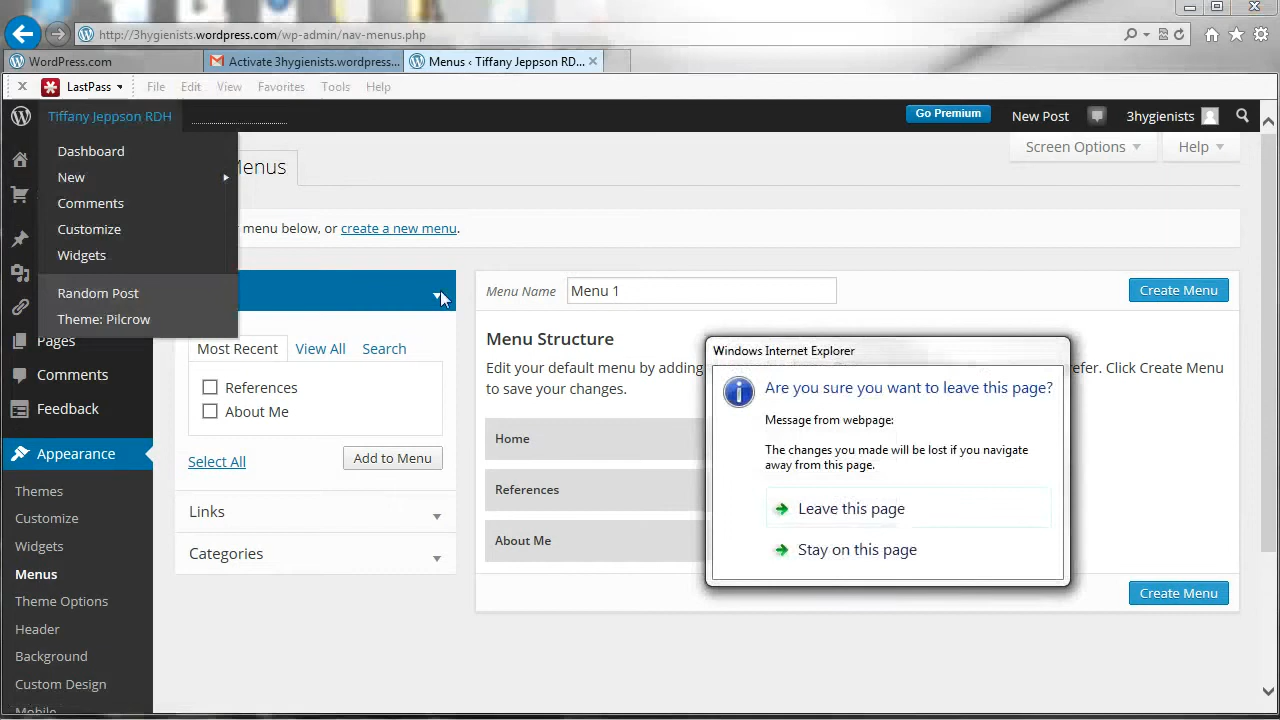 http://3hygienists.wordpress.com/wp-admin/nav-menus.php
WordPress.com
Activate 3hygienists.wordpress...
Menus ‹ Tiffany Jeppson RD...
LastPass
File Edit View Favorites Tools Help
Tiffany Jeppson RDH
Go Premium
New Post
3hygienists
Dashboard
New
Comments
Customize
Widgets
Random Post
Theme: Pilcrow
Pages
Comments
Feedback
Appearance
Themes
Customize
Widgets
Menus
Theme Options
Header
Background
Custom Design
Mobile
Menus
Screen Options
Help
menu below, or create a new menu.
Most Recent View All Search
References
About Me
Select All
Add to Menu
Links
Categories
Menu Name Menu 1
Create Menu
Menu Structure
Edit your default menu by adding
Click Create Menu
to save your changes.
Home
References
About Me
Create Menu
Windows Internet Explorer
Are you sure you want to leave this page?
Message from webpage:
The changes you made will be lost if you navigate
away from this page.
Leave this page
Stay on this page